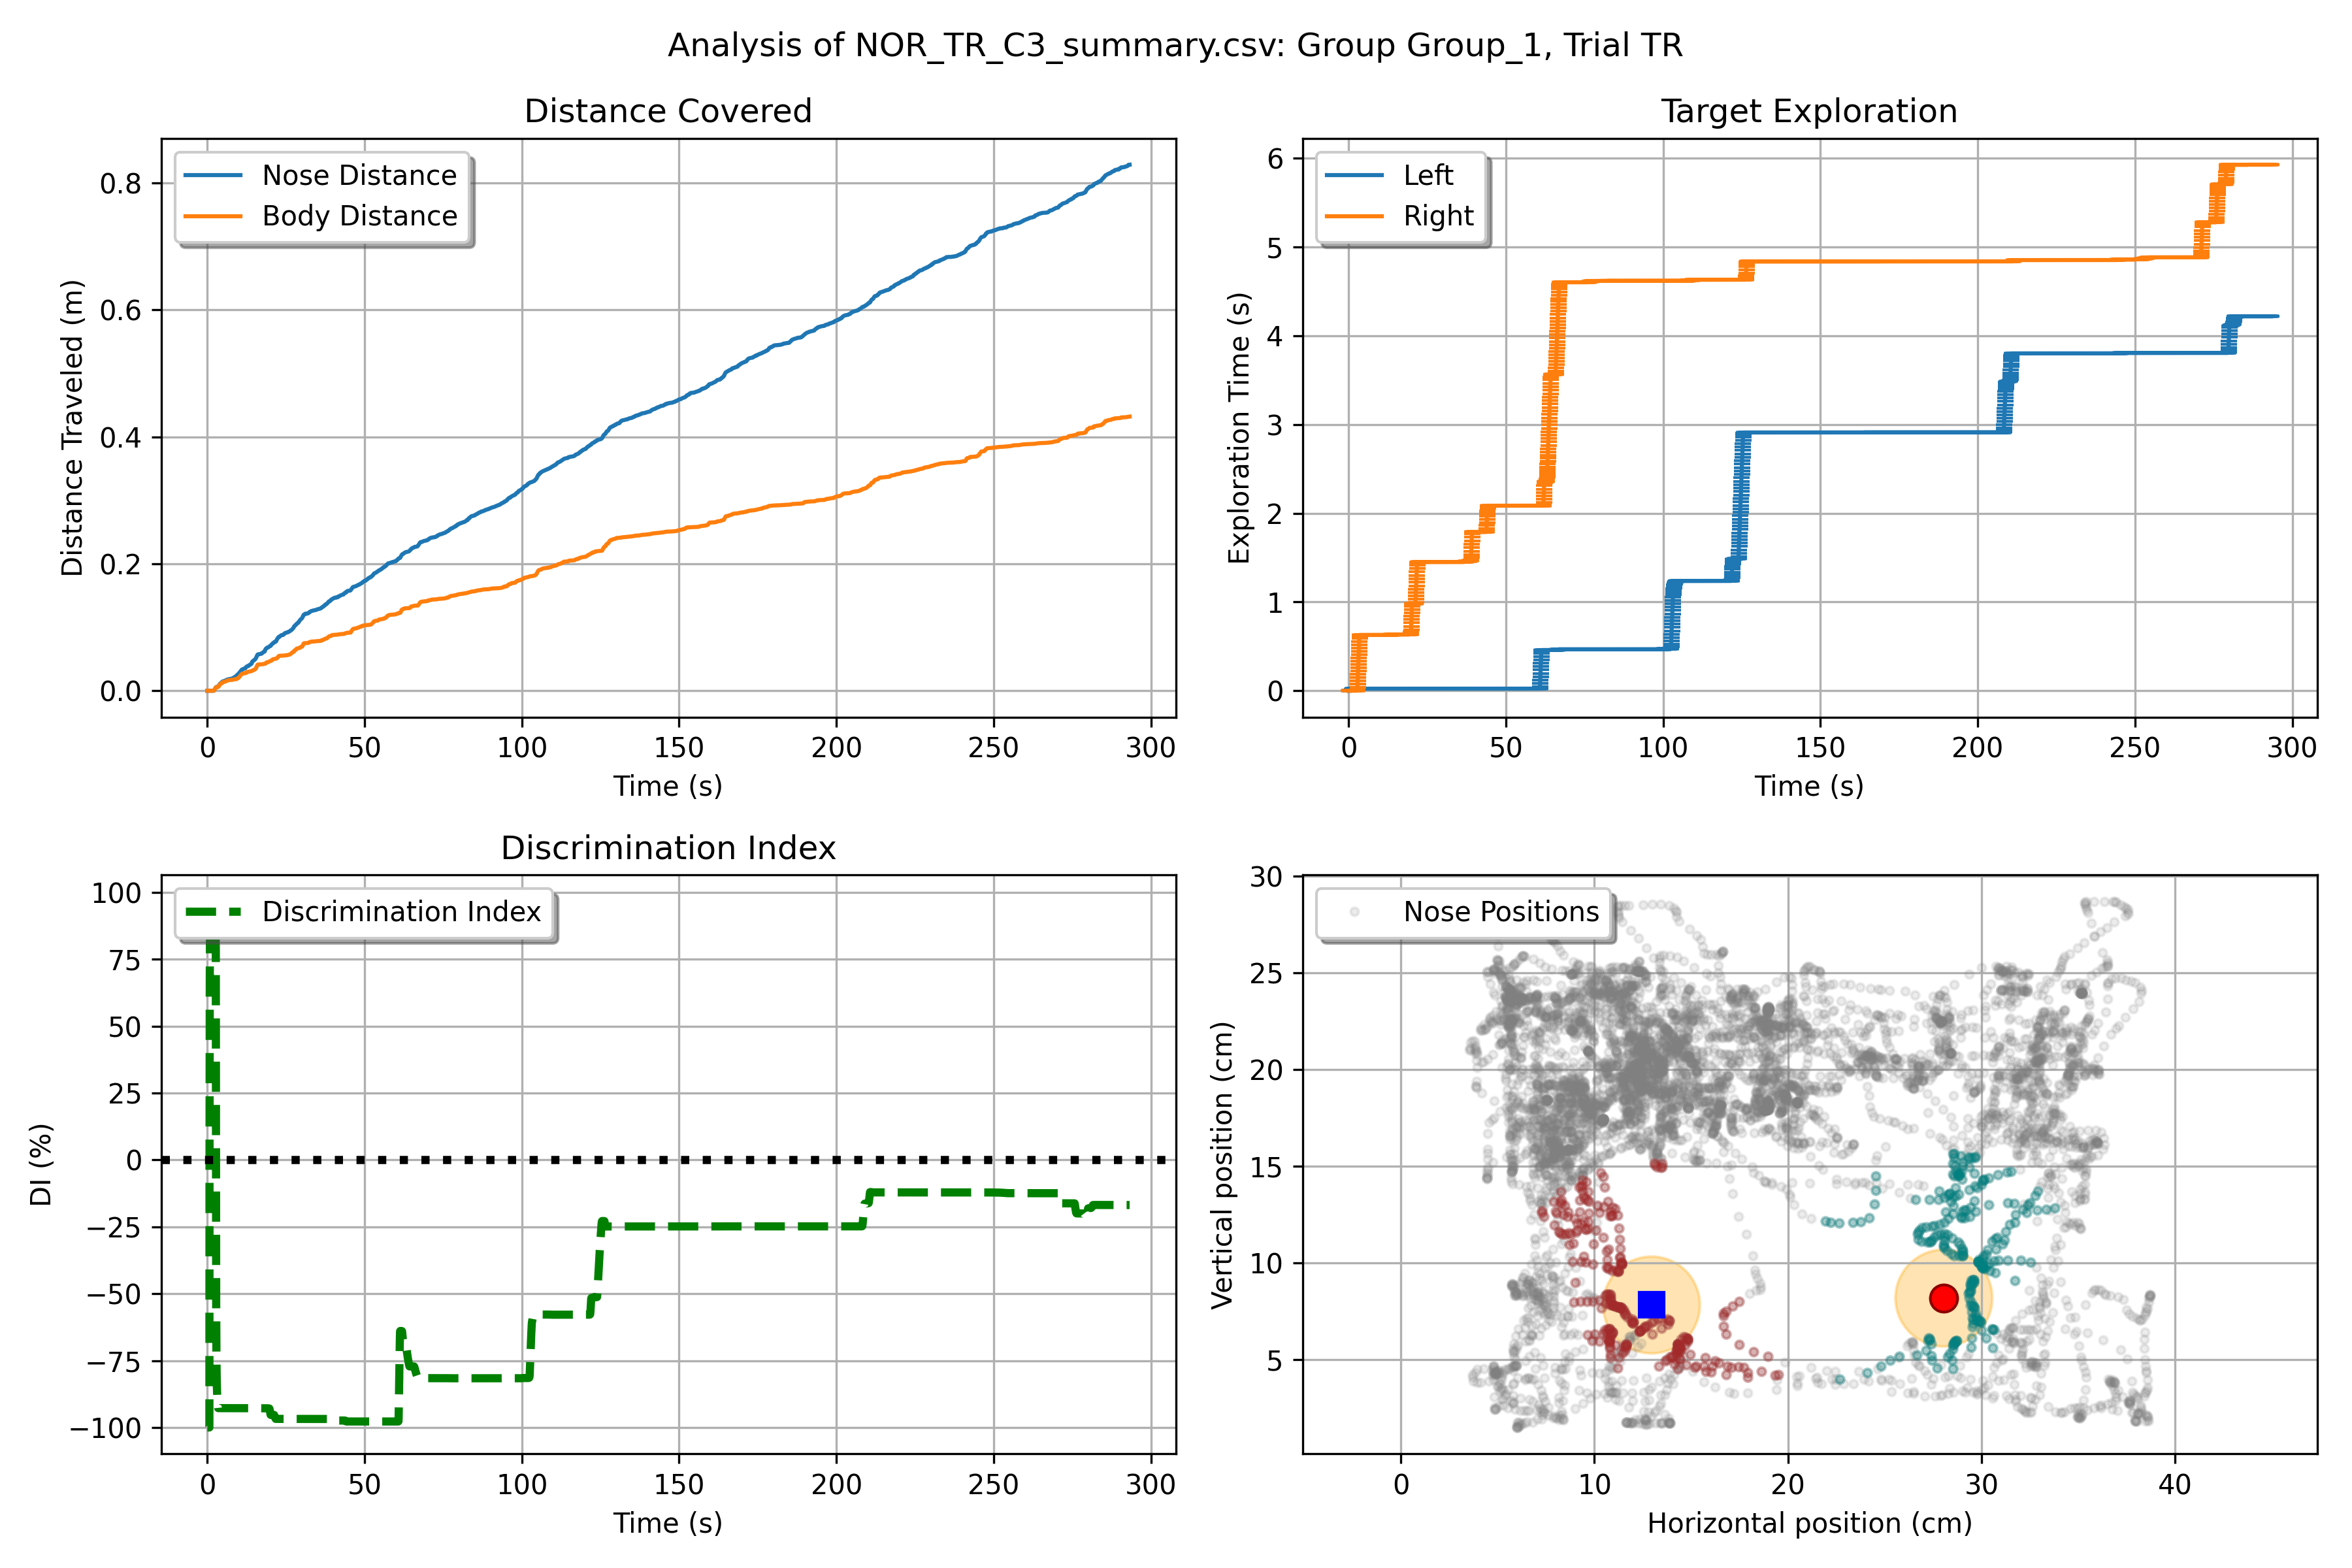 Analysis of NOR_TR_C3_summary.csv: Group Group_1, Trial TR
Distance Covered
Nose Distance
Body Distance
Distance Traveled (m)
0.8
0.6
0.4
0.2
0.0
0 50 100 150 200 250 300
Time (s)
Target Exploration
Left
Right
Exploration Time (s)
6
5
4
3
2
1
0
0 50 100 150 200 250 300
Time (s)
Discrimination Index
Discrimination Index
DI (%)
100
75
50
25
0
−25
−50
−75
−100
0 50 100 150 200 250 300
Time (s)
Nose Positions
Vertical position (cm)
30
25
20
15
10
5
0 10 20 30 40
Horizontal position (cm)